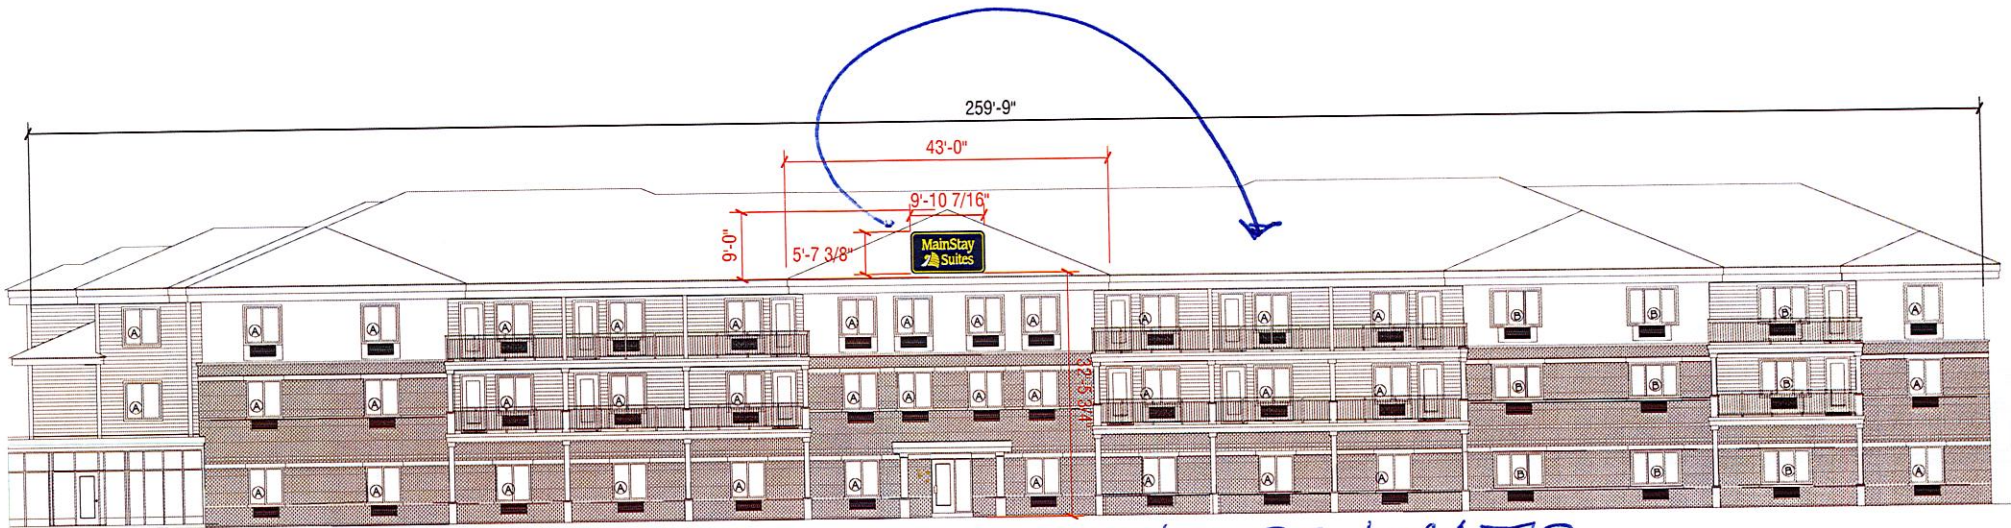 259'-9"
43'-0"
9'-10 7/16"
9'-0"
5'-7 3/8"
MainStay
Suites
A A A A A A A A A A A A A A A B B B A
32'-5 3/4"
A A A A A A A A A A A A A A A B B B A
A A A A A A A A A A A A B B B A